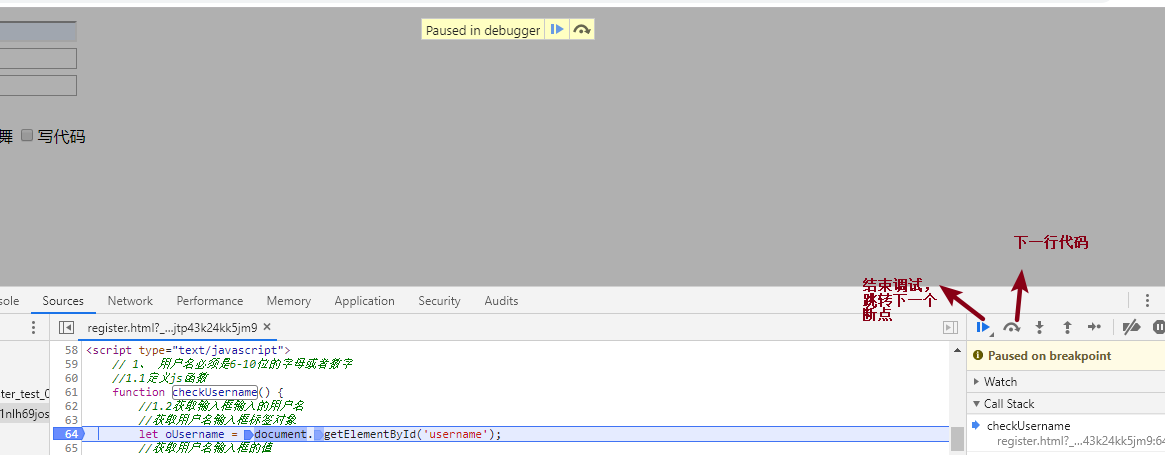 Paused in debugger
舞 写代码
下一行代码
结束调试，
跳转下一个
断点
sole Sources Network Performance Memory Application Security Audits
register.html?_...jtp43k24kk5jm9 ×
Paused on breakpoint
Watch
Call Stack
checkUsername
register.html?_...43k24kk5jm9:64
ter_test_0
1nlh69jos
58 <script type="text/javascript">
59 // 1、 用户名必须是6-10位的字母或者数字
60 //1.1定义js函数
61 function checkUsername() {
62 //1.2获取输入框输入的用户名
63 //获取用户名输入框标签对象
64 let oUsername = document.getElementById('username');
65 //获取用户名输入框的值